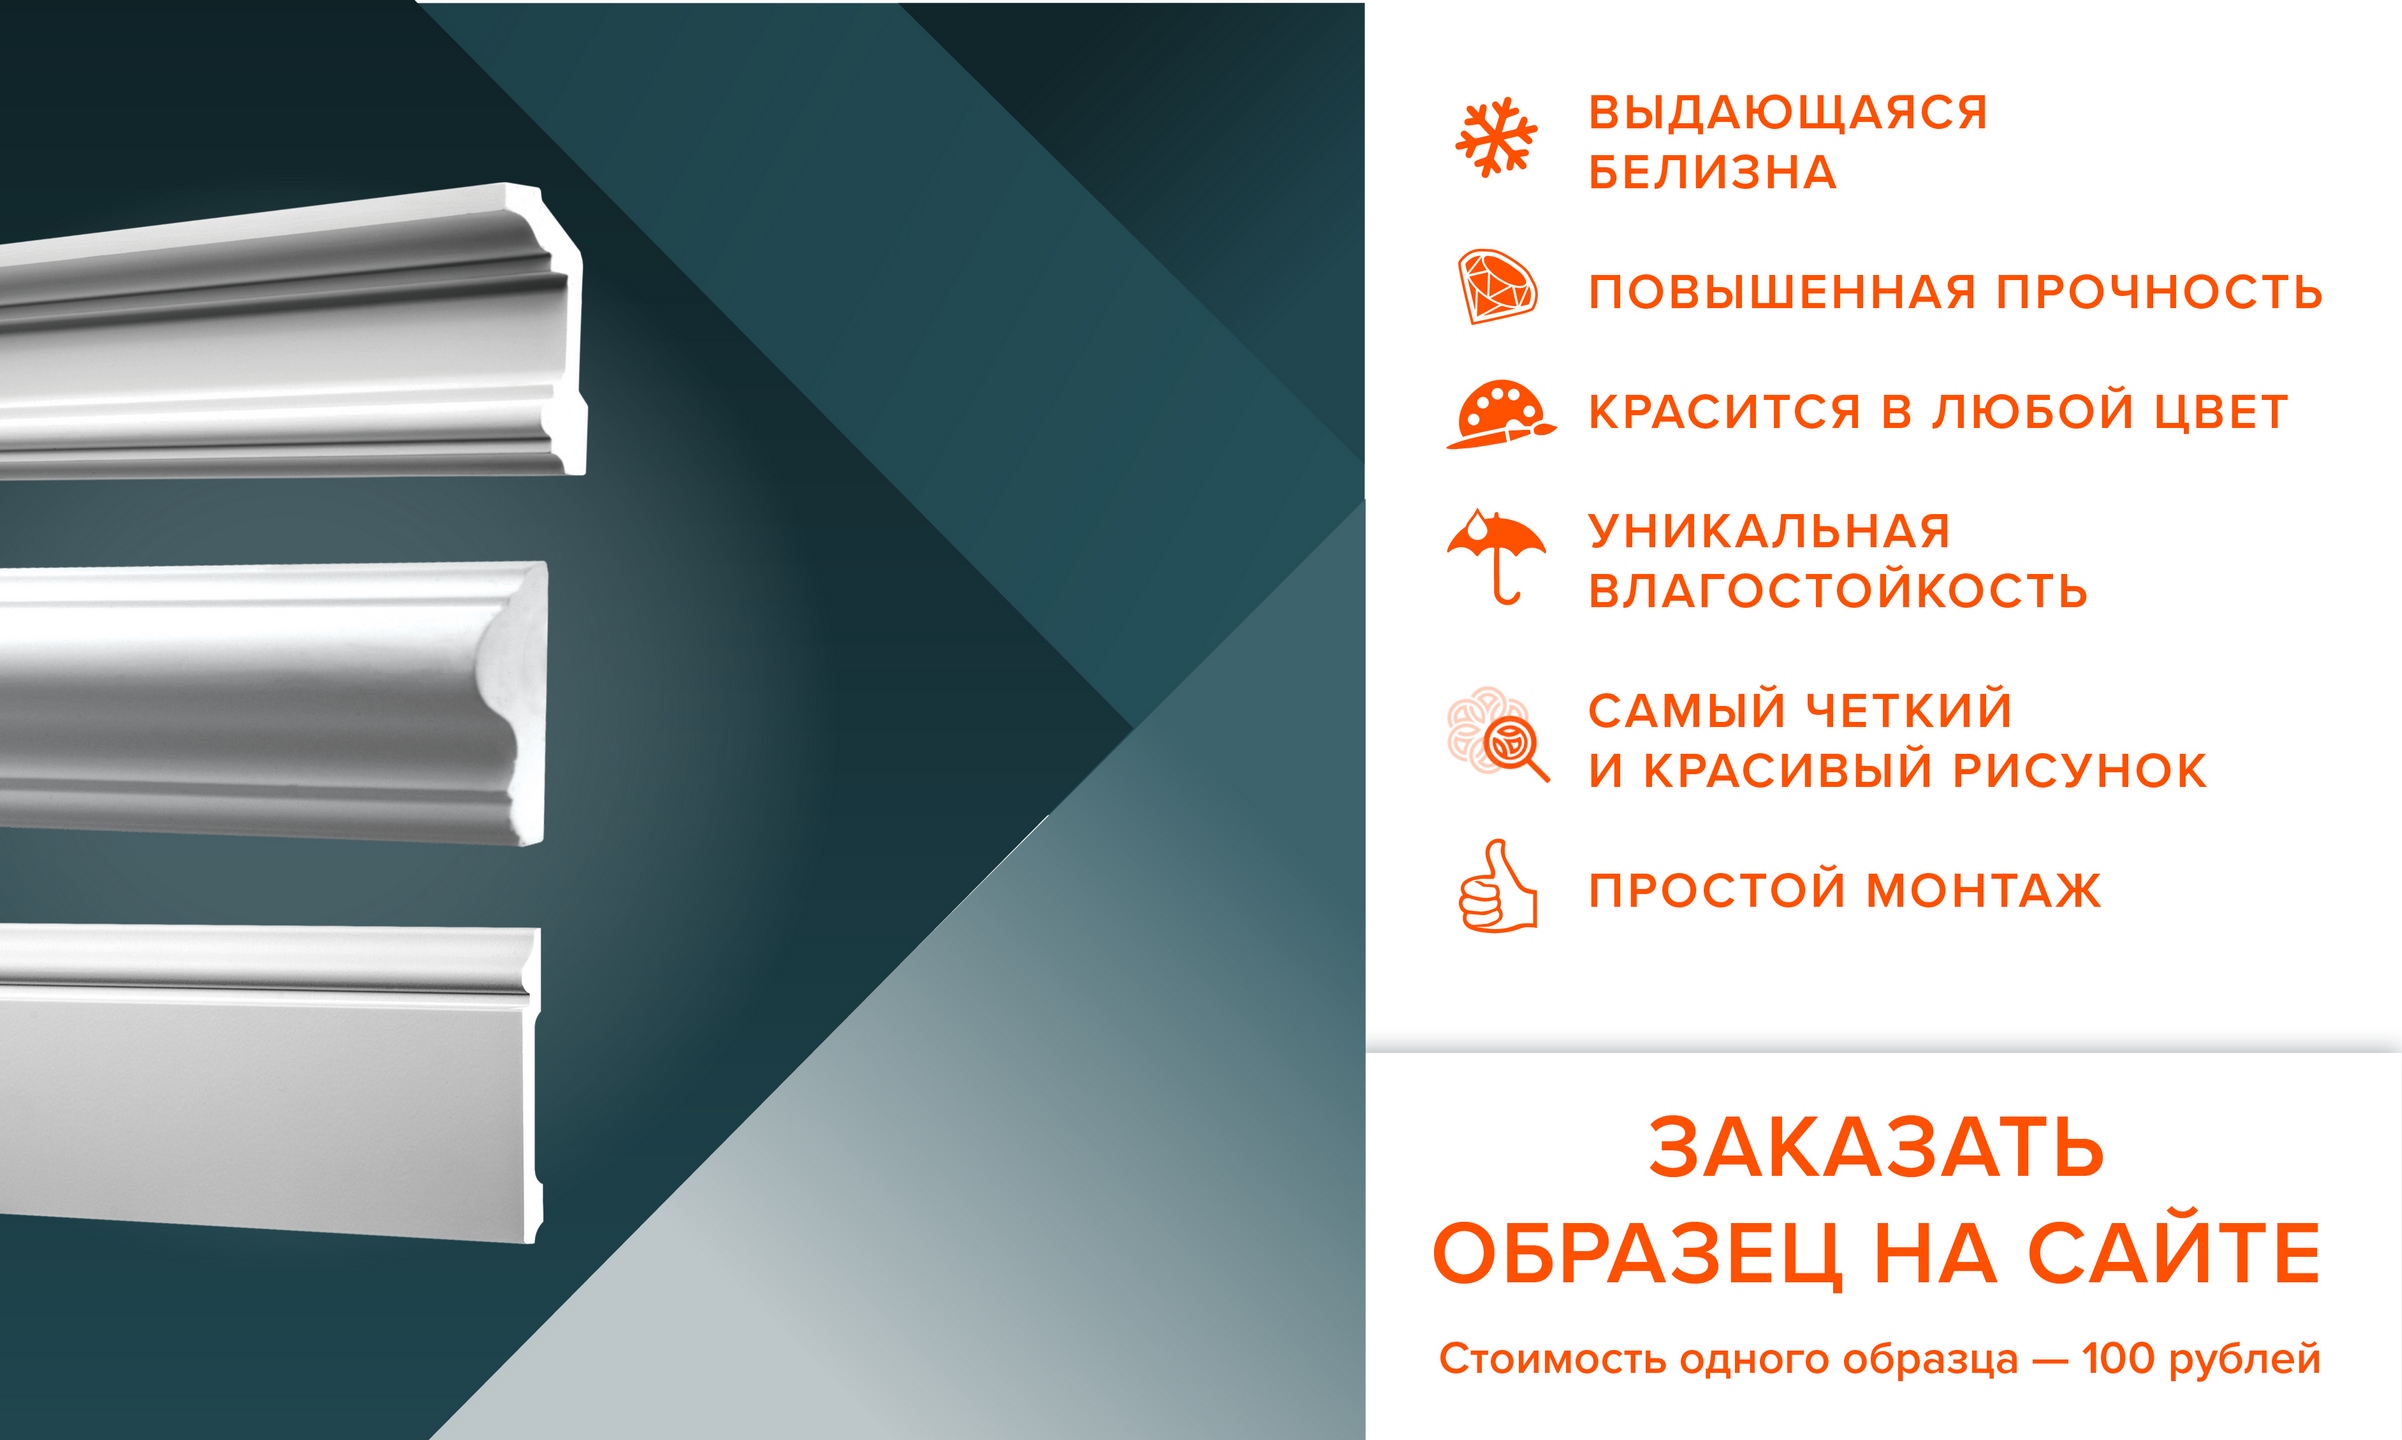 ВЫДАЮЩАЯСЯ
БЕЛИЗНА
ПОВЫШЕННАЯ ПРОЧНОСТЬ
КРАСИТСЯ В ЛЮБОЙ ЦВЕТ
УНИКАЛЬНАЯ
ВЛАГОСТОЙКОСТЬ
САМЫЙ ЧЕТКИЙ
И КРАСИВЫЙ РИСУНОК
ПРОСТОЙ МОНТАЖ
ЗАКАЗАТЬ
ОБРАЗЕЦ НА САЙТЕ
Стоимость одного образца — 100 рублей